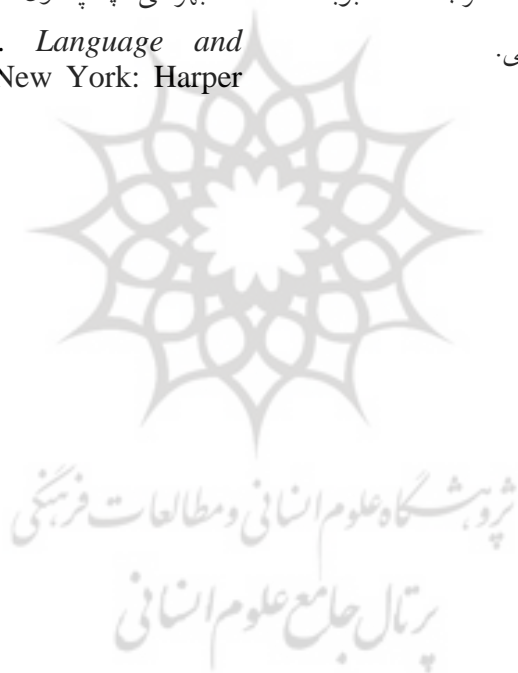 Language and
New York: Harper
پژوهشگاه علوم انسانی و مطالعات فرهنگی
پرتال جامع علوم انسانی